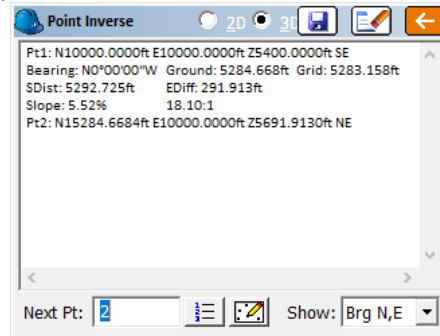 Point Inverse 2D 3D
Pt1: N10000.0000ft E10000.0000ft Z5400.0000ft SE
Bearing: N0°00'00"W Ground: 5284.668ft Grid: 5283.158ft
SDist: 5292.725ft EDiff: 291.913ft
Slope: 5.52% 18.10:1
Pt2: N15284.6684ft E10000.0000ft Z5691.9130ft NE
Next Pt: 2 Show: Brg N,E